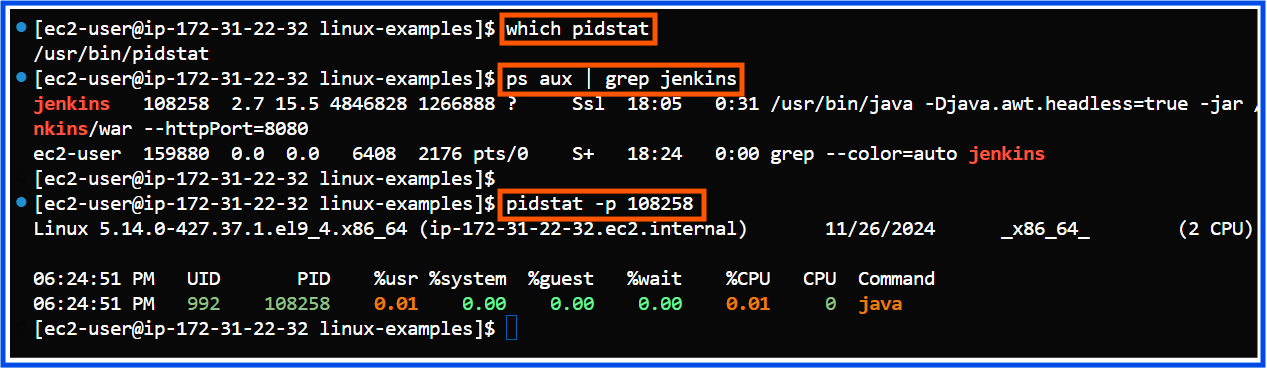 [ec2-user@ip-172-31-22-32 linux-examples]$ which pidstat
/usr/bin/pidstat
[ec2-user@ip-172-31-22-32 linux-examples]$ ps aux | grep jenkins
jenkins   108258  2.7 15.5 4846828 1266888 ?     Ssl  18:05   0:31 /usr/bin/java -Djava.awt.headless=true -jar /
nkins/war --httpPort=8080
ec2-user  159880  0.0  0.0   6408  2176 pts/0    S+   18:24   0:00 grep --color=auto jenkins
[ec2-user@ip-172-31-22-32 linux-examples]$
[ec2-user@ip-172-31-22-32 linux-examples]$ pidstat -p 108258
Linux 5.14.0-427.37.1.el9_4.x86_64 (ip-172-31-22-32.ec2.internal)       11/26/2024      _x86_64_        (2 CPU)
06:24:51 PM   UID       PID    %usr %system  %guest   %wait    %CPU   CPU  Command
06:24:51 PM   992    108258    0.01    0.00    0.00    0.00    0.01     0  java
[ec2-user@ip-172-31-22-32 linux-examples]$